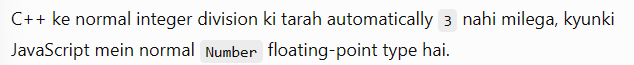 C++ ke normal integer division ki tarah automatically 3 nahi milega, kyunki
JavaScript mein normal Number floating-point type hai.